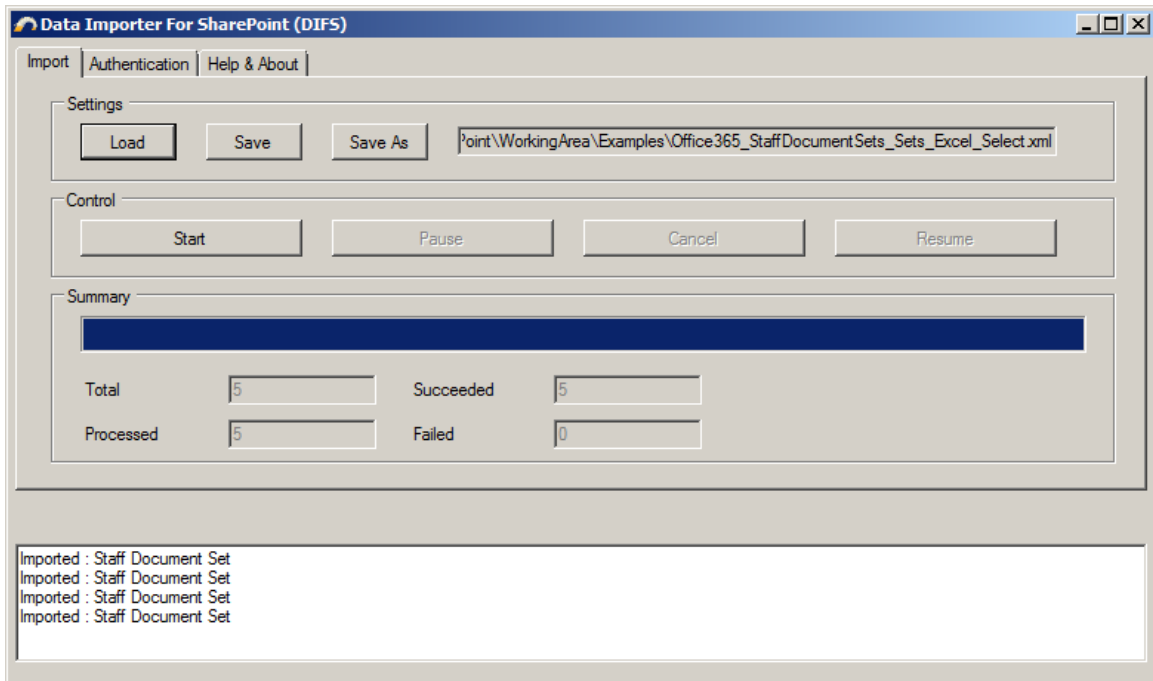 Data Importer For SharePoint (DIFS)
Import Authentication Help & About
Settings
Load Save Save As Point\WorkingArea\Examples\Office365_StaffDocumentSets_Sets_Excel_Select.xml
Control
Start Pause Cancel Resume
Summary
Total 5 Succeeded 5
Processed 5 Failed 0
Imported : Staff Document Set
Imported : Staff Document Set
Imported : Staff Document Set
Imported : Staff Document Set